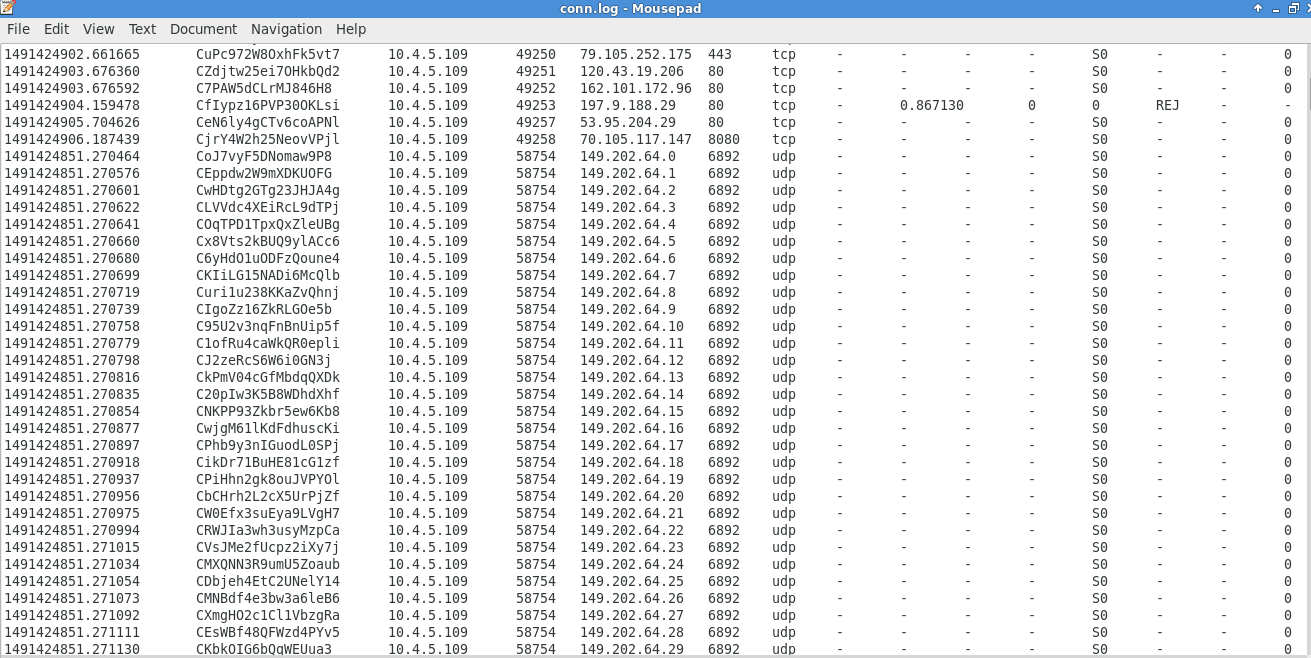 conn.log - Mousepad
File Edit View Text Document Navigation Help
1491424902.661665 CuPc972W8OxhFk5vt7 10.4.5.109 49250 79.105.252.175 443 tcp - - - - S0 - - 0
1491424903.676360 CZdjtw25ei7OHkbQd2 10.4.5.109 49251 120.43.19.206 80 tcp - - - - S0 - - 0
1491424903.676592 C7PAW5dCLrMJ846H8 10.4.5.109 49252 162.101.172.96 80 tcp - - - - S0 - - 0
1491424904.159478 CfIypz16PVP30OKLsi 10.4.5.109 49253 197.9.188.29 80 tcp - 0.867130 0 0 REJ - -
1491424905.704626 CeN6ly4gCTv6coAPNl 10.4.5.109 49257 53.95.204.29 80 tcp - - - - S0 - - 0
1491424906.187439 CjrY4W2h25NeovVPjl 10.4.5.109 49258 70.105.117.147 8080 tcp - - - - S0 - - 0
1491424851.270464 CoJ7vyF5DNomaw9P8 10.4.5.109 58754 149.202.64.0 6892 udp - - - - S0 - - 0
1491424851.270576 CEppdw2W9mXDKUOFG 10.4.5.109 58754 149.202.64.1 6892 udp - - - - S0 - - 0
1491424851.270601 CwHDtg2GTg23JHJA4g 10.4.5.109 58754 149.202.64.2 6892 udp - - - - S0 - - 0
1491424851.270622 CLVVdc4XEiRcL9dTPj 10.4.5.109 58754 149.202.64.3 6892 udp - - - - S0 - - 0
1491424851.270641 COqTPD1TpxQxZleUBg 10.4.5.109 58754 149.202.64.4 6892 udp - - - - S0 - - 0
1491424851.270660 Cx8Vts2kBUQ9ylACc6 10.4.5.109 58754 149.202.64.5 6892 udp - - - - S0 - - 0
1491424851.270680 C6yHdO1uODFzQoune4 10.4.5.109 58754 149.202.64.6 6892 udp - - - - S0 - - 0
1491424851.270699 CKIiLG15NADi6McQlb 10.4.5.109 58754 149.202.64.7 6892 udp - - - - S0 - - 0
1491424851.270719 Curi1u238KKaZvQhnj 10.4.5.109 58754 149.202.64.8 6892 udp - - - - S0 - - 0
1491424851.270739 CIgoZz16ZkRLGOe5b 10.4.5.109 58754 149.202.64.9 6892 udp - - - - S0 - - 0
1491424851.270758 C95U2v3nqFnBnUip5f 10.4.5.109 58754 149.202.64.10 6892 udp - - - - S0 - - 0
1491424851.270779 C1ofRu4caWkQR0epli 10.4.5.109 58754 149.202.64.11 6892 udp - - - - S0 - - 0
1491424851.270798 CJ2zeRcS6W6i0GN3j 10.4.5.109 58754 149.202.64.12 6892 udp - - - - S0 - - 0
1491424851.270816 CkPmV04cGfMbdqQXDk 10.4.5.109 58754 149.202.64.13 6892 udp - - - - S0 - - 0
1491424851.270835 C20pIw3K5B8WDhdXhf 10.4.5.109 58754 149.202.64.14 6892 udp - - - - S0 - - 0
1491424851.270854 CNKPP93Zkbr5ew6Kb8 10.4.5.109 58754 149.202.64.15 6892 udp - - - - S0 - - 0
1491424851.270877 CwjgM61lKdFdhuscKi 10.4.5.109 58754 149.202.64.16 6892 udp - - - - S0 - - 0
1491424851.270897 CPhb9y3nIGuodL0SPj 10.4.5.109 58754 149.202.64.17 6892 udp - - - - S0 - - 0
1491424851.270918 CikDr71BuHE81cG1zf 10.4.5.109 58754 149.202.64.18 6892 udp - - - - S0 - - 0
1491424851.270937 CPiHhn2gk8ouJVPYOl 10.4.5.109 58754 149.202.64.19 6892 udp - - - - S0 - - 0
1491424851.270956 CbCHrh2L2cX5UrPjZf 10.4.5.109 58754 149.202.64.20 6892 udp - - - - S0 - - 0
1491424851.270975 CW0Efx3suEya9LVgH7 10.4.5.109 58754 149.202.64.21 6892 udp - - - - S0 - - 0
1491424851.270994 CRWJIa3wh3usyMzpCa 10.4.5.109 58754 149.202.64.22 6892 udp - - - - S0 - - 0
1491424851.271015 CVsJMe2fUcpz2iXy7j 10.4.5.109 58754 149.202.64.23 6892 udp - - - - S0 - - 0
1491424851.271034 CMXQNN3R9umU5Zoaub 10.4.5.109 58754 149.202.64.24 6892 udp - - - - S0 - - 0
1491424851.271054 CDbjeh4EtC2UNelY14 10.4.5.109 58754 149.202.64.25 6892 udp - - - - S0 - - 0
1491424851.271073 CMNBdf4e3bw3a6leB6 10.4.5.109 58754 149.202.64.26 6892 udp - - - - S0 - - 0
1491424851.271092 CXmgHO2c1Cl1VbzgRa 10.4.5.109 58754 149.202.64.27 6892 udp - - - - S0 - - 0
1491424851.271111 CEsWBf48QFWzd4PYv5 10.4.5.109 58754 149.202.64.28 6892 udp - - - - S0 - - 0
1491424851.271130 CKbkOIG6bQqWEUua3 10.4.5.109 58754 149.202.64.29 6892 udp - - - - S0 - - 0